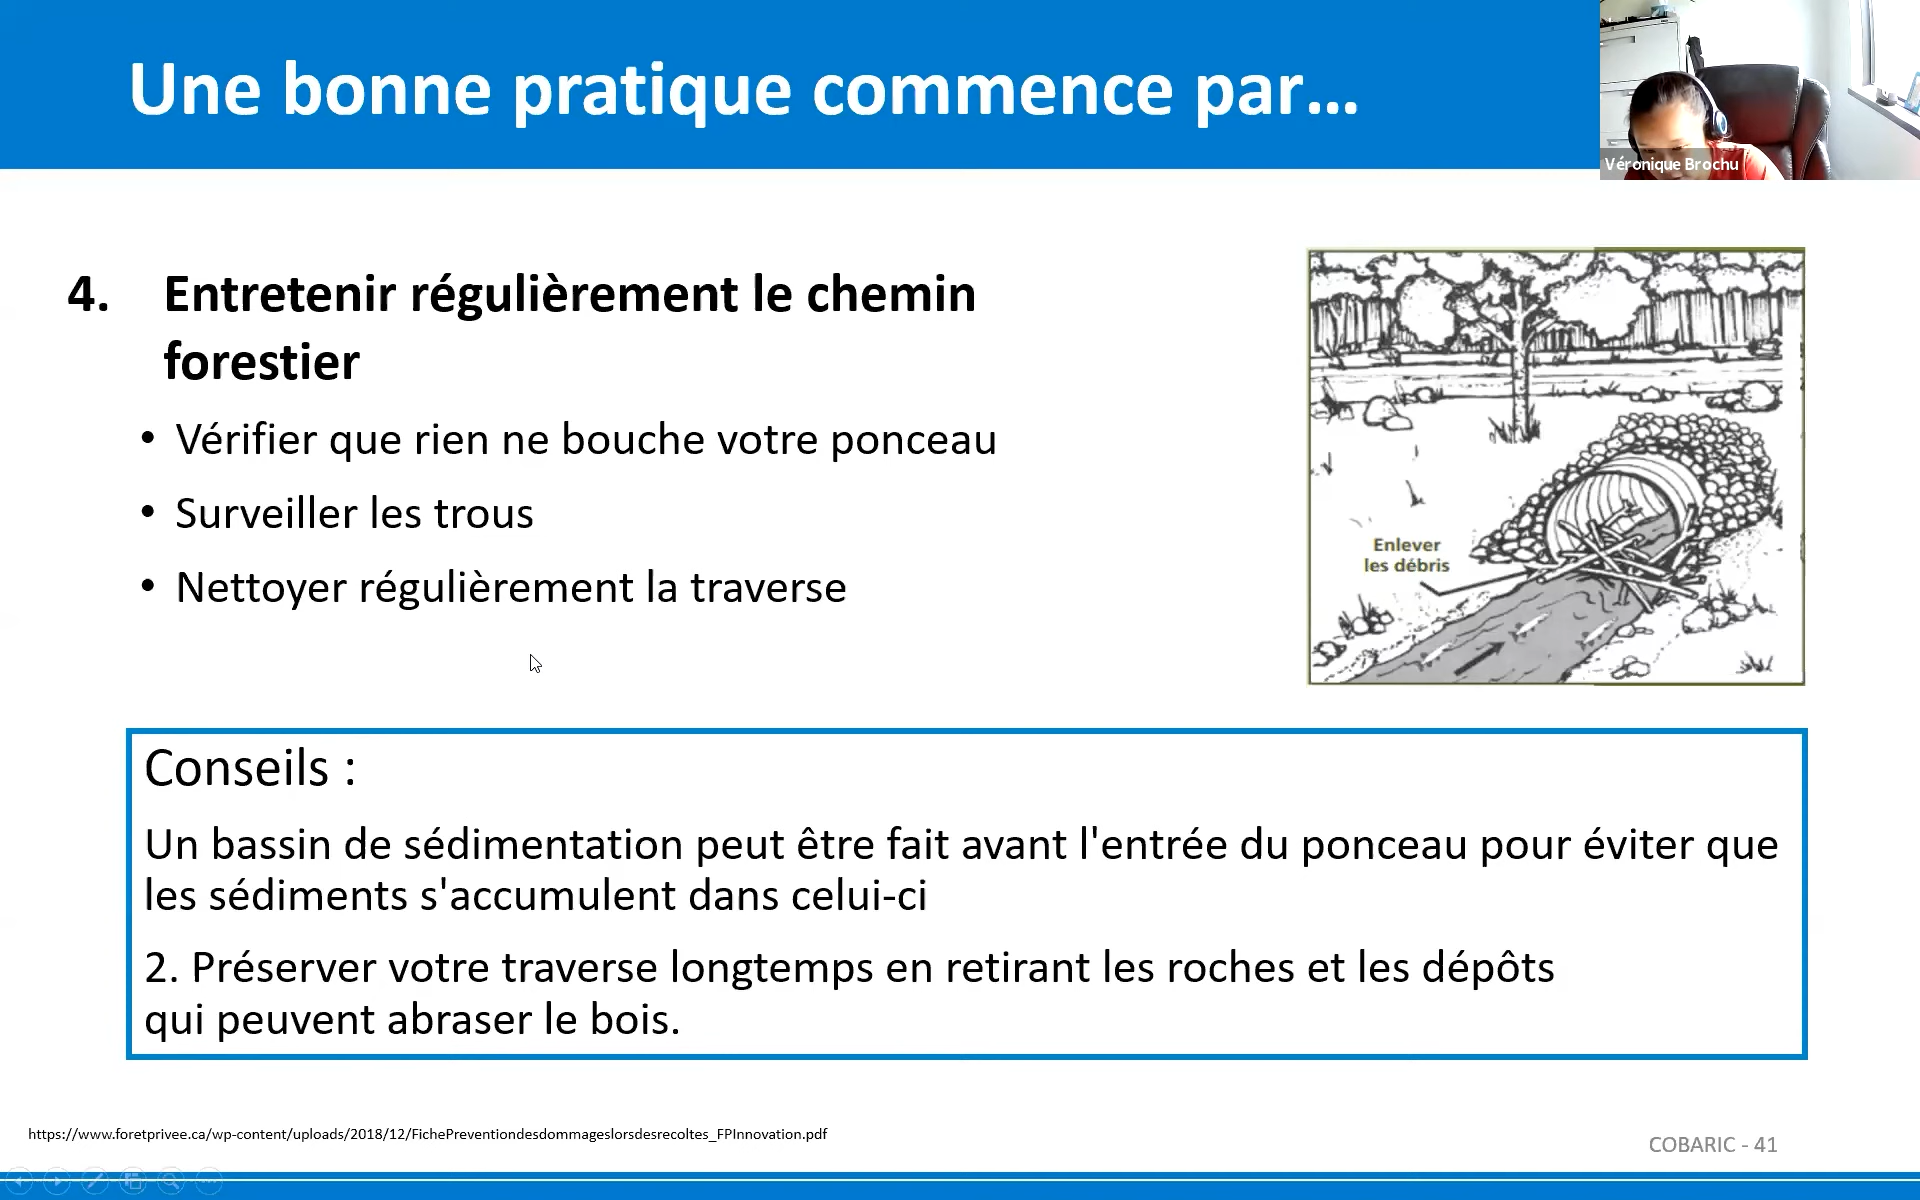 Une bonne pratique commence par...
Véronique Brochu
4. Entretenir régulièrement le chemin
forestier
• Vérifier que rien ne bouche votre ponceau
• Surveiller les trous
• Nettoyer régulièrement la traverse
Enlever
les débris
Conseils :
Un bassin de sédimentation peut être fait avant l'entrée du ponceau pour éviter que
les sédiments s'accumulent dans celui-ci
2. Préserver votre traverse longtemps en retirant les roches et les dépôts
qui peuvent abraser le bois.
https://www.foretprivee.ca/wp-content/uploads/2018/12/FichePreventiondesdommageslorsdesrecoltes_FPInnovation.pdf
COBARIC - 41